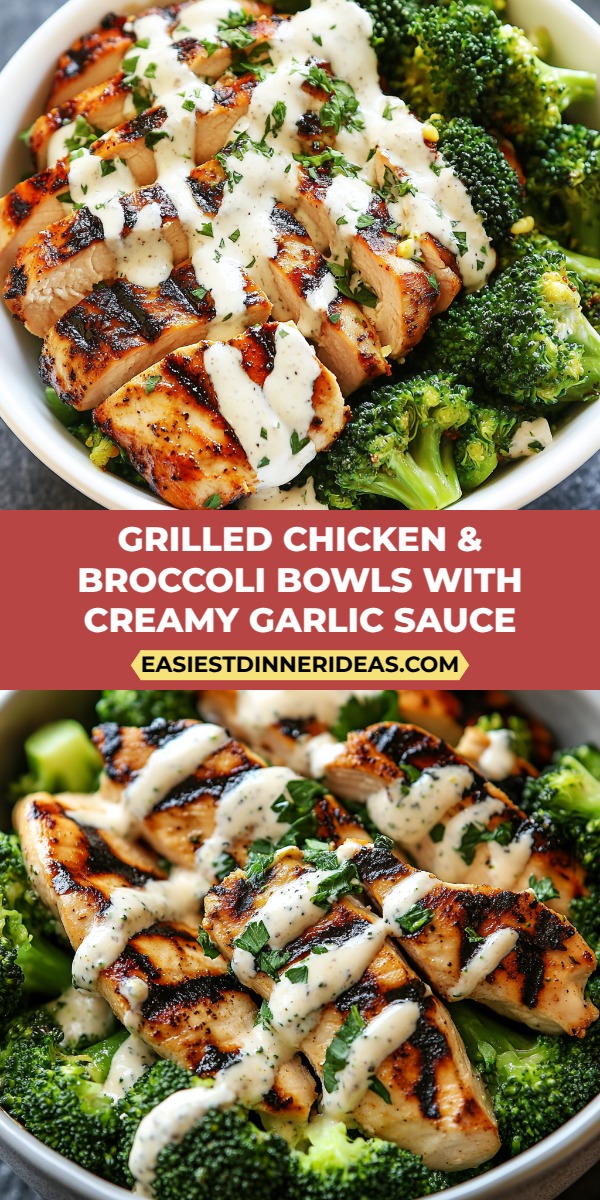 GRILLED CHICKEN &
BROCCOLI BOWLS WITH
CREAMY GARLIC SAUCE
EASIESTDINNERIDEAS.COM